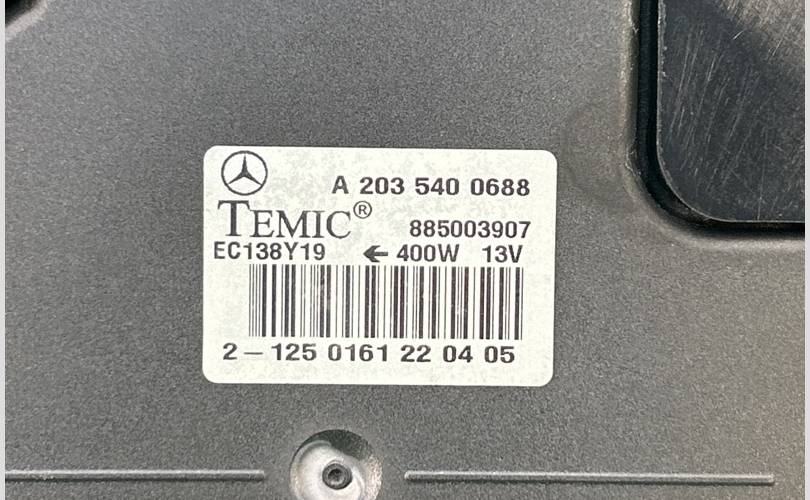 A 203 540 0688
TEMIC®
885003907
EC138Y19 ← 400W 13V
2-125 0161 22 04 05